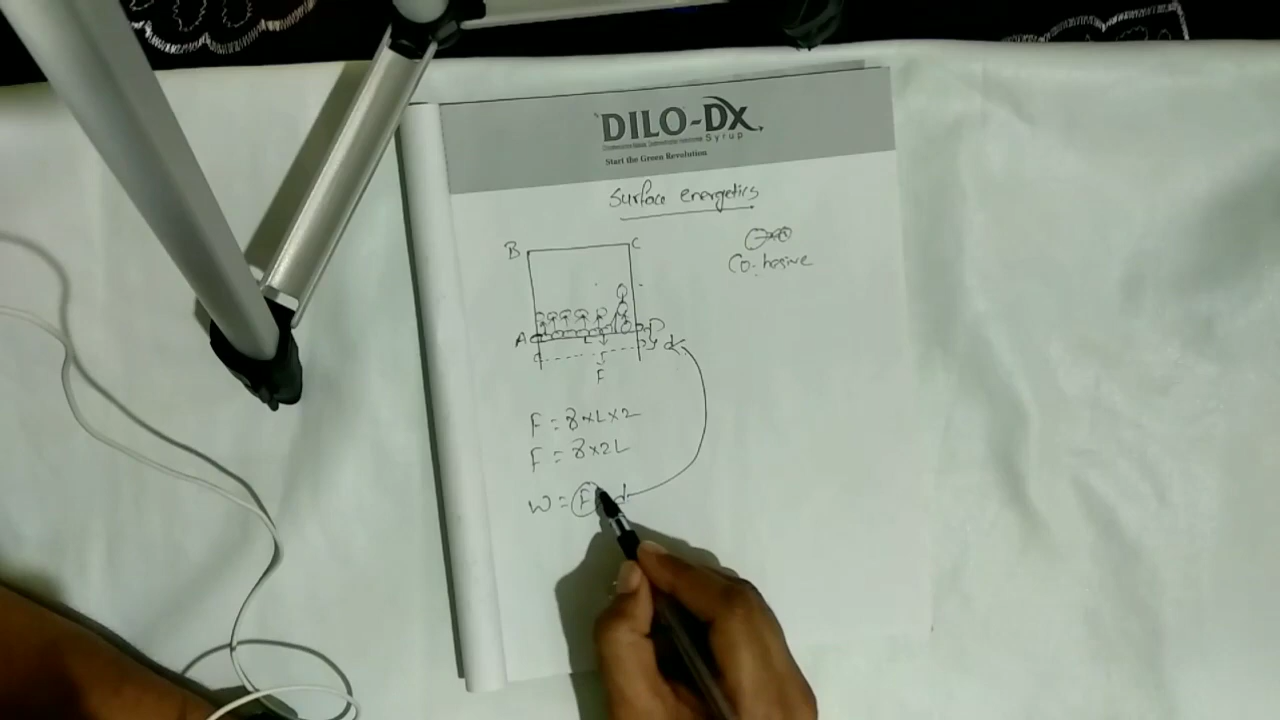 DILO-DX
Syrup
Start the Green Revolution
Surface energetics
B C
Co-hesive
A L D
d
F
F = γ×L×2
F = γ×2L
W = F d